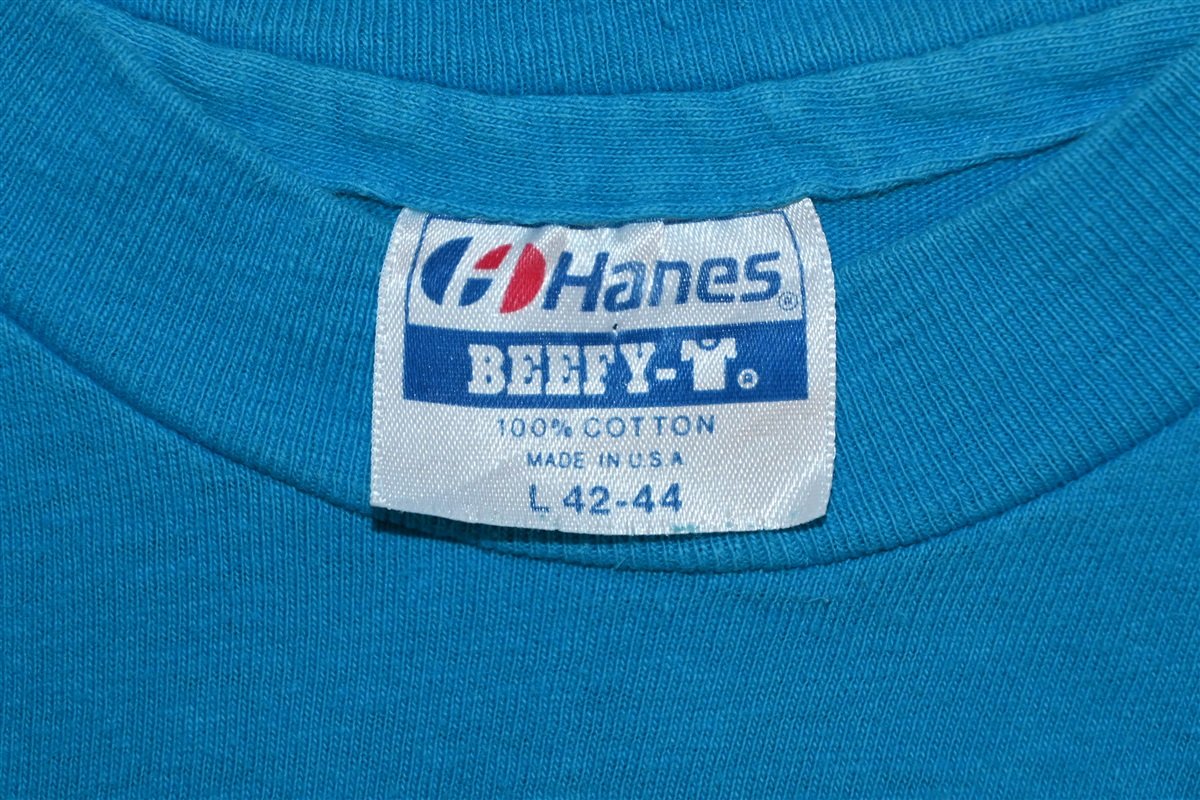 Hanes®
BEEFY-T®
100% COTTON
MADE IN U.S.A
L 42-44